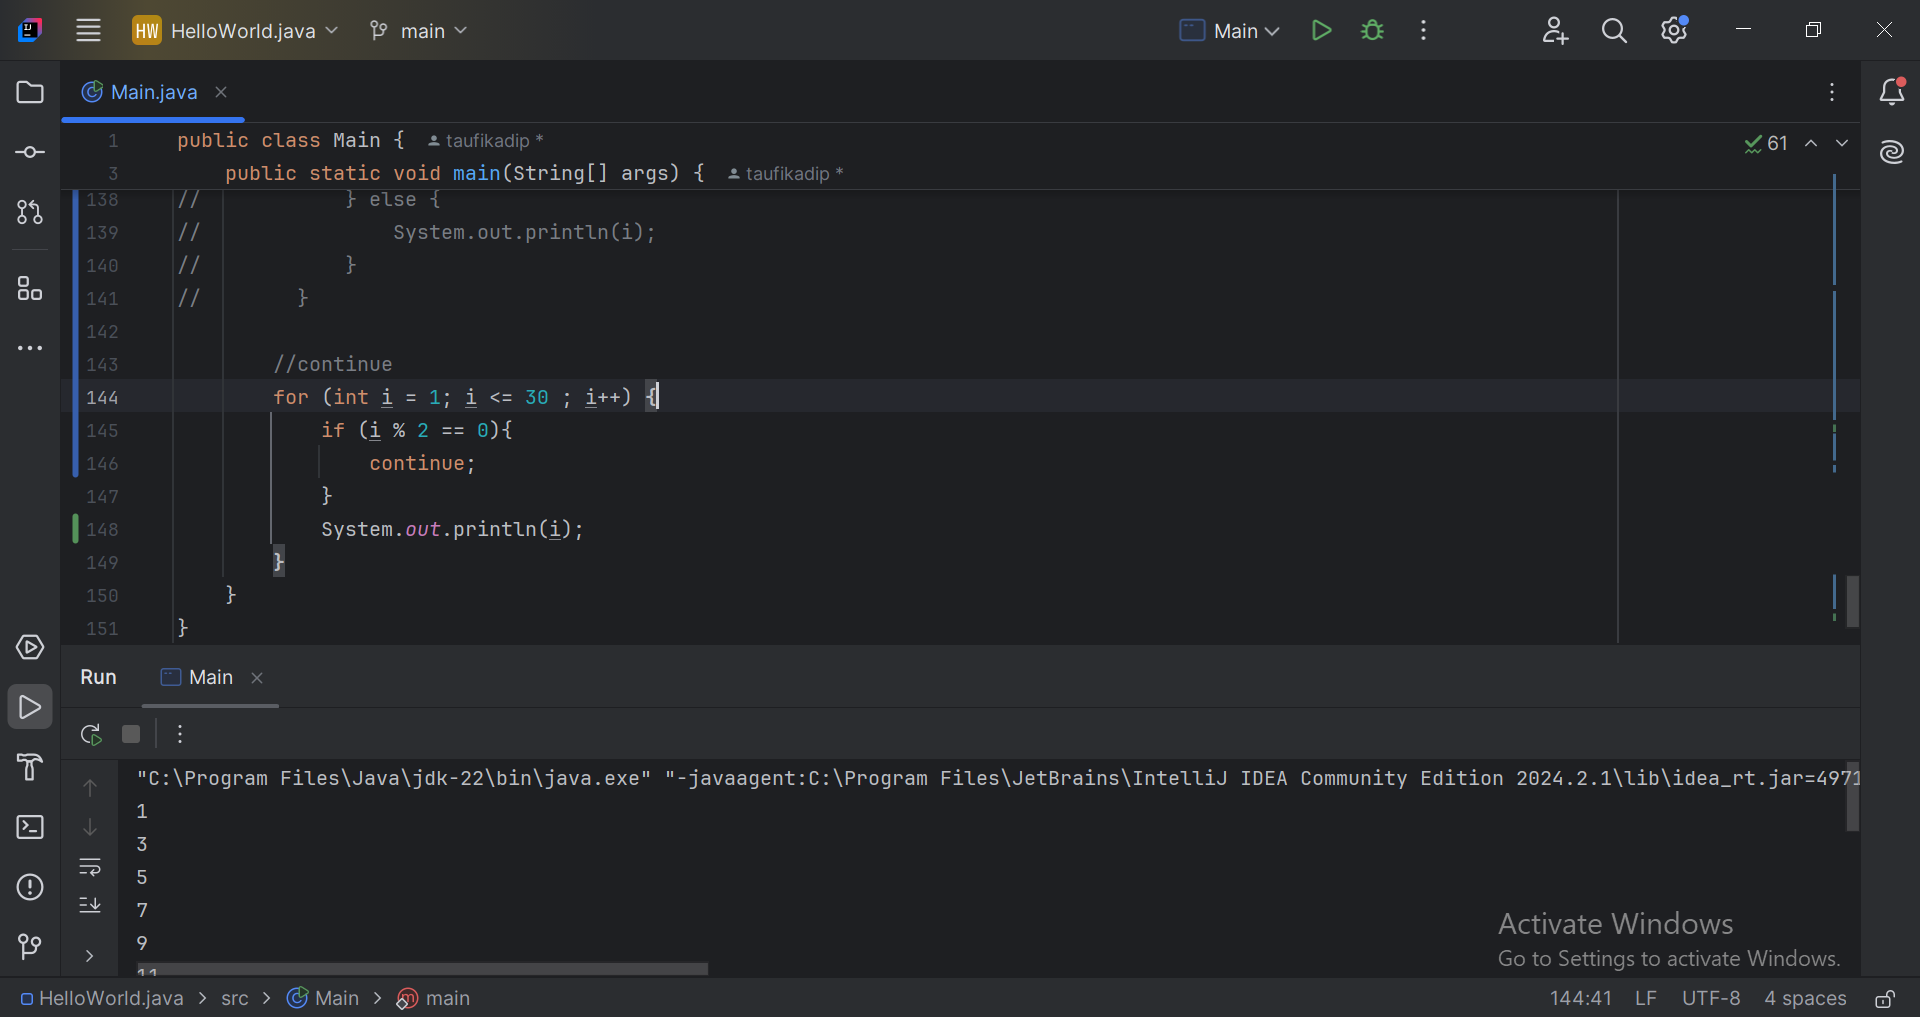 HW HelloWorld.java main Main
Main.java
1 public class Main { taufikadip *
61
3 public static void main(String[] args) { taufikadip *
138 // } else {
139 // System.out.println(i);
140 // }
141 // }
142
143 //continue
144 for (int i = 1; i <= 30 ; i++) {
145 if (i % 2 == 0){
146 continue;
147 }
148 System.out.println(i);
149 }
150 }
151 }
Run Main
"C:\Program Files\Java\jdk-22\bin\java.exe" "-javaagent:C:\Program Files\JetBrains\IntelliJ IDEA Community Edition 2024.2.1\lib\idea_rt.jar=4971
1
3
5
7
9
11
Activate Windows
Go to Settings to activate Windows.
HelloWorld.java > src > Main > main 144:41 LF UTF-8 4 spaces